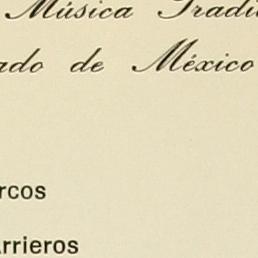 Música Tradi
ado de México
rcos
rrieros